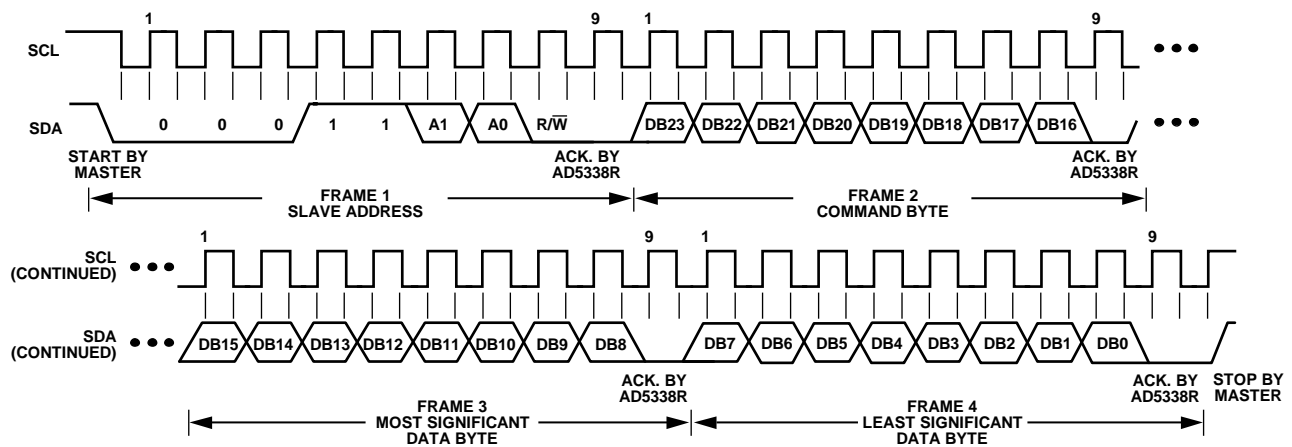 1 9 1 9
SCL
SDA
0 0 0 1 1 A1 A0 R/W̅ DB23 DB22 DB21 DB20 DB19 DB18 DB17 DB16
START BY
MASTER
ACK. BY
AD5338R
ACK. BY
AD5338R
FRAME 1
SLAVE ADDRESS
FRAME 2
COMMAND BYTE
1 9 1 9
SCL
(CONTINUED)
SDA
(CONTINUED)
DB15 DB14 DB13 DB12 DB11 DB10 DB9 DB8 DB7 DB6 DB5 DB4 DB3 DB2 DB1 DB0
ACK. BY
AD5338R
ACK. BY
AD5338R
STOP BY
MASTER
FRAME 3
MOST SIGNIFICANT
DATA BYTE
FRAME 4
LEAST SIGNIFICANT
DATA BYTE